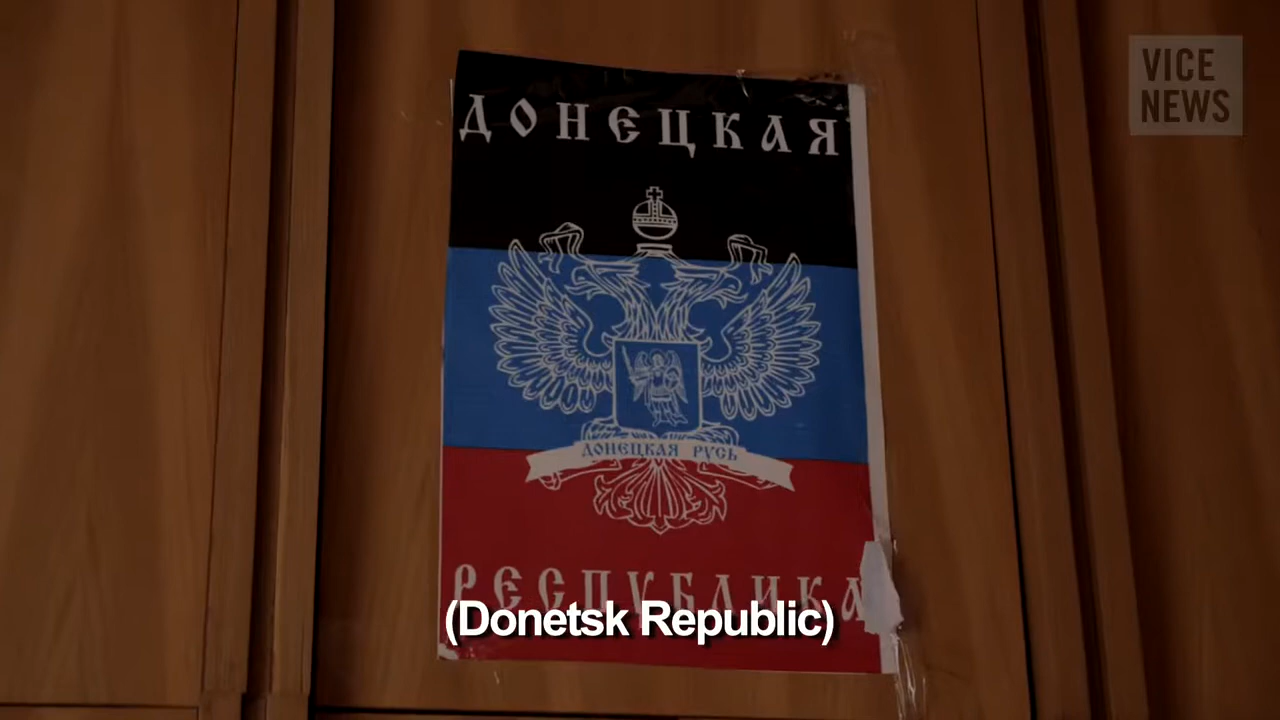 VICE
NEWS
ДОНЕЦКАЯ
ДОНЕЦКАЯ РУСЬ
РЕСПУБЛИКА
(Donetsk Republic)